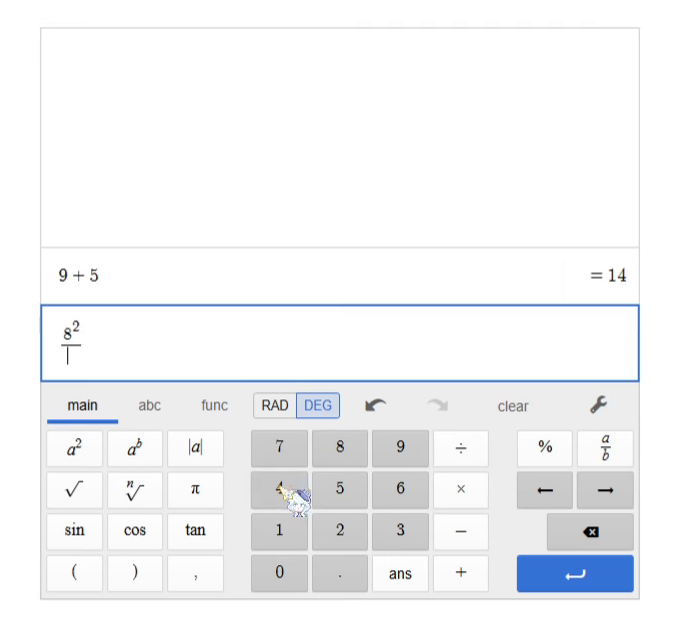 9 + 5 = 14
8²
main abc func RAD DEG clear
a² aᵇ |a| 7 8 9 ÷ % a/b
√ ⁿ√ π 4 5 6 × ← →
sin cos tan 1 2 3 −
( ) , 0 . ans +